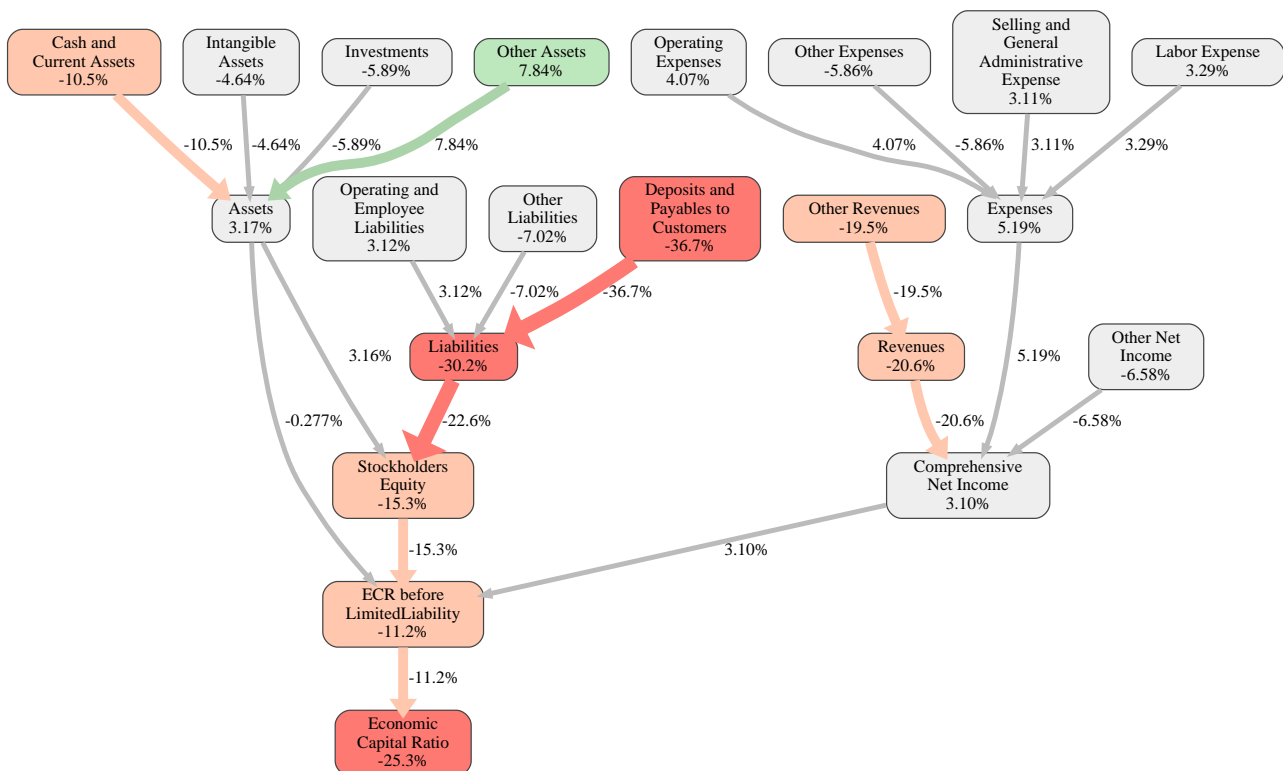 Cash and
Current Assets
-10.5%
Intangible
Assets
-4.64%
Investments
-5.89%
Other Assets
7.84%
Operating
Expenses
4.07%
Other Expenses
-5.86%
Selling and
General
Administrative
Expense
3.11%
Labor Expense
3.29%
-10.5%
-4.64%
-5.89%
7.84%
4.07%
-5.86%
3.11%
3.29%
Assets
3.17%
Operating and
Employee
Liabilities
3.12%
Other
Liabilities
-7.02%
Deposits and
Payables to
Customers
-36.7%
Other Revenues
-19.5%
Expenses
5.19%
3.12%
-7.02%
-36.7%
-19.5%
3.16%
Liabilities
-30.2%
Revenues
-20.6%
5.19%
Other Net
Income
-6.58%
-0.277%
-22.6%
-20.6%
-6.58%
Stockholders
Equity
-15.3%
Comprehensive
Net Income
3.10%
-15.3%
3.10%
ECR before
LimitedLiability
-11.2%
-11.2%
Economic
Capital Ratio
-25.3%